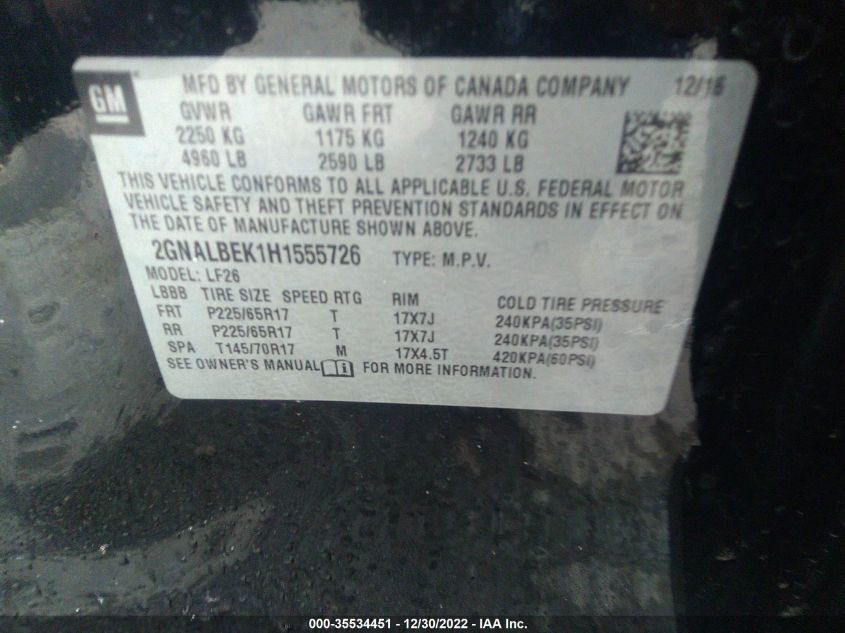 GM
MFD BY GENERAL MOTORS OF CANADA COMPANY 12/16
GVWR GAWR FRT GAWR RR
2250 KG 1175 KG 1240 KG
4960 LB 2590 LB 2733 LB
THIS VEHICLE CONFORMS TO ALL APPLICABLE U.S. FEDERAL MOTOR
VEHICLE SAFETY AND THEFT PREVENTION STANDARDS IN EFFECT ON
THE DATE OF MANUFACTURE SHOWN ABOVE.
2GNALBEK1H1555726 TYPE: M.P.V.
MODEL: LF26
LBBB TIRE SIZE SPEED RTG RIM COLD TIRE PRESSURE
FRT P225/65R17 T 17X7J 240KPA(35PSI)
RR P225/65R17 T 17X7J 240KPA(35PSI)
SPA T145/70R17 M 17X4.5T 420KPA(60PSI)
SEE OWNER'S MANUAL FOR MORE INFORMATION.
000-35534451 - 12/30/2022 - IAA Inc.